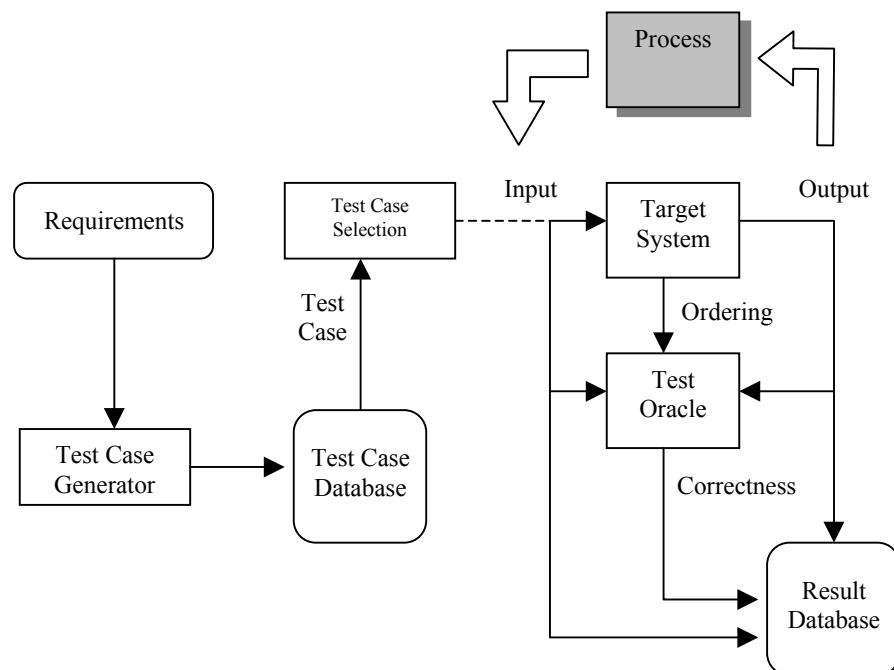 Process
Input
Output
Requirements
Test Case
Selection
Target
System
Test
Case
Ordering
Test
Oracle
Test Case
Generator
Test Case
Database
Correctness
Result
Database